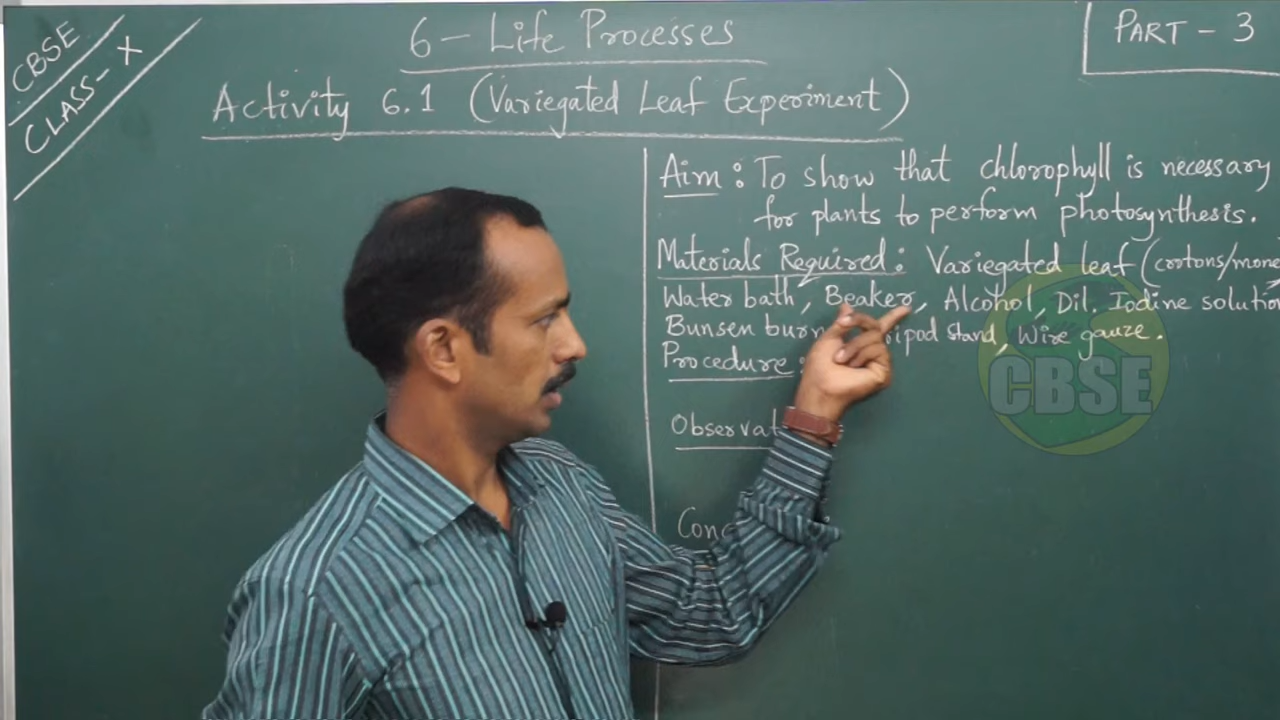 CBSE
CLASS- X
6 - Life Processes
PART - 3
Activity 6.1 (Variegated Leaf Experiment)
Aim: To show that chlorophyll is necessary
for plants to perform photosynthesis.
Materials Required: Variegated leaf (crotons/mone
Water bath, Beaker, Alcohol, Dil. Iodine solutio
Bunsen burn ipod stand, Wire gauze.
Procedure:
Observat
Conc
CBSE